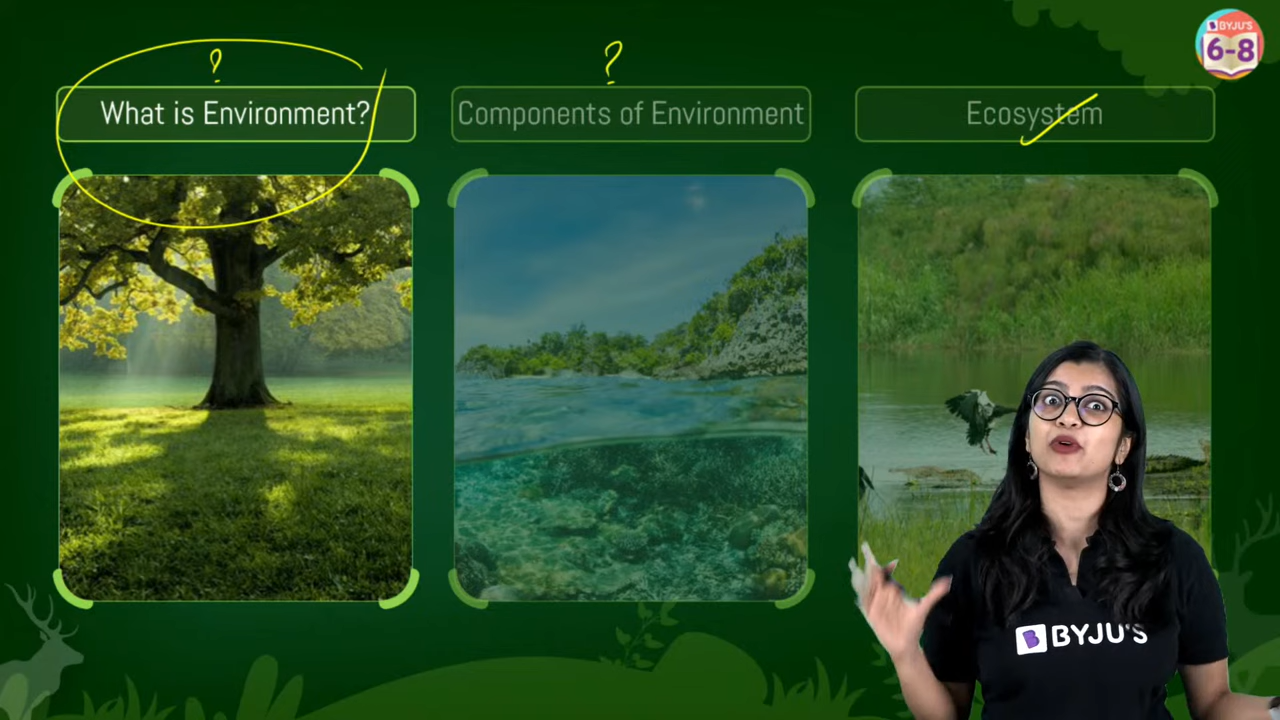 BYJU'S
6-8
?
?
What is Environment?
Components of Environment
Ecosystem
BYJU'S